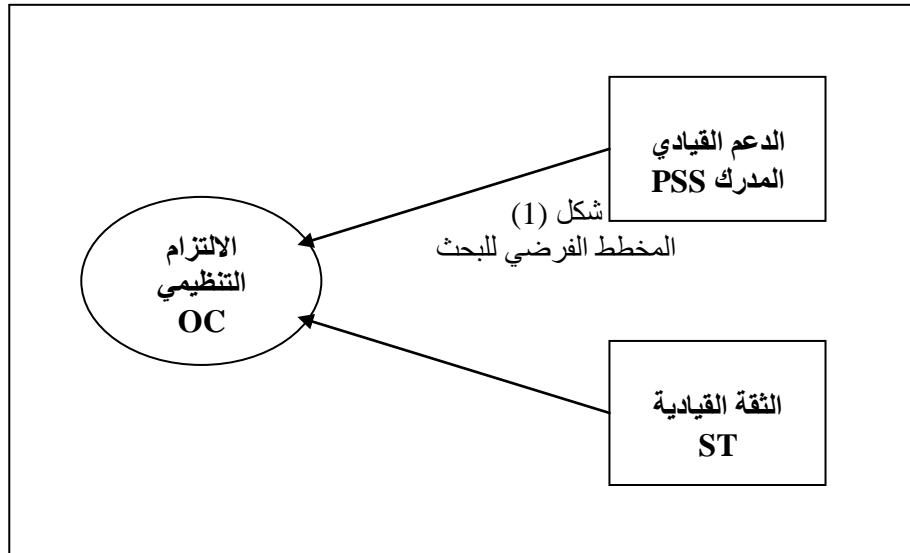 الدعم القيادي
المدرك PSS
شكل (1)
المخطط الفرضي للبحث
الالتزام
التنظيمي
OC
الثقة القيادية
ST